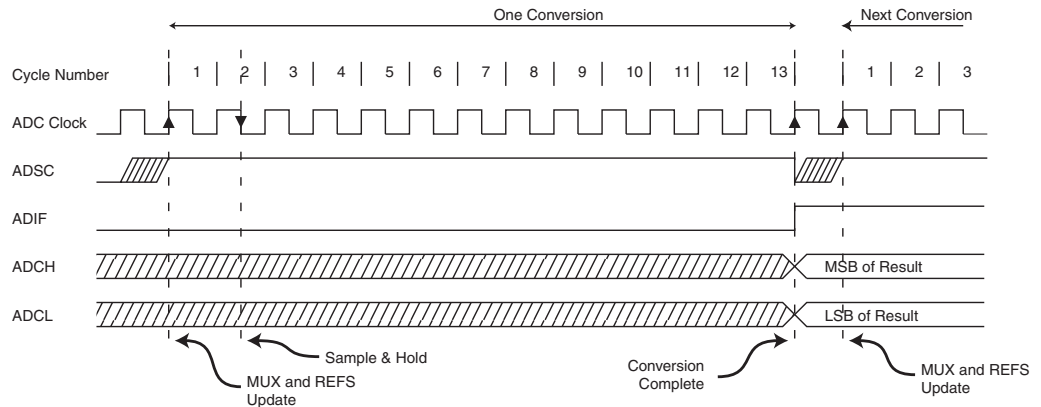 One Conversion
Next Conversion
Cycle Number 1 2 3 4 5 6 7 8 9 10 11 12 13 1 2 3
ADC Clock
ADSC
ADIF
ADCH MSB of Result
ADCL LSB of Result
Sample & Hold
MUX and REFS
Update
Conversion
Complete
MUX and REFS
Update